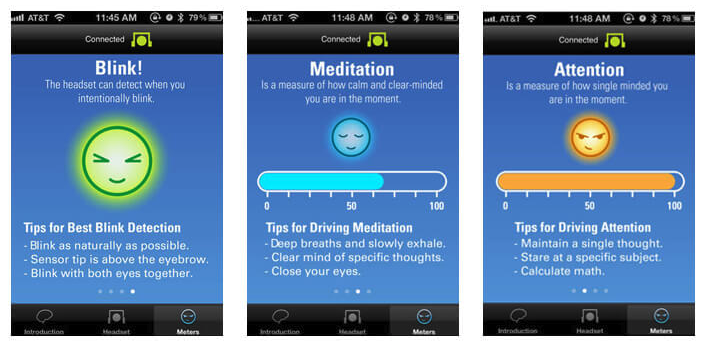 AT&T 11:45 AM 79%
Connected
Blink!
The headset can detect when you
intentionally blink.
Tips for Best Blink Detection
- Blink as naturally as possible.
- Sensor tip is above the eyebrow.
- Blink with both eyes together.
Introduction Headset Meters
... AT&T 11:48 AM 78%
Connected
Meditation
Is a measure of how calm and clear-minded
you are in the moment.
0 50 100
Tips for Driving Meditation
- Deep breaths and slowly exhale.
- Clear mind of specific thoughts.
- Close your eyes.
Introduction Headset Meters
AT&T 11:48 AM 78%
Connected
Attention
Is a measure of how single minded you
are in the moment.
0 50 100
Tips for Driving Attention
- Maintain a single thought.
- Stare at a specific subject.
- Calculate math.
Introduction Headset Meters